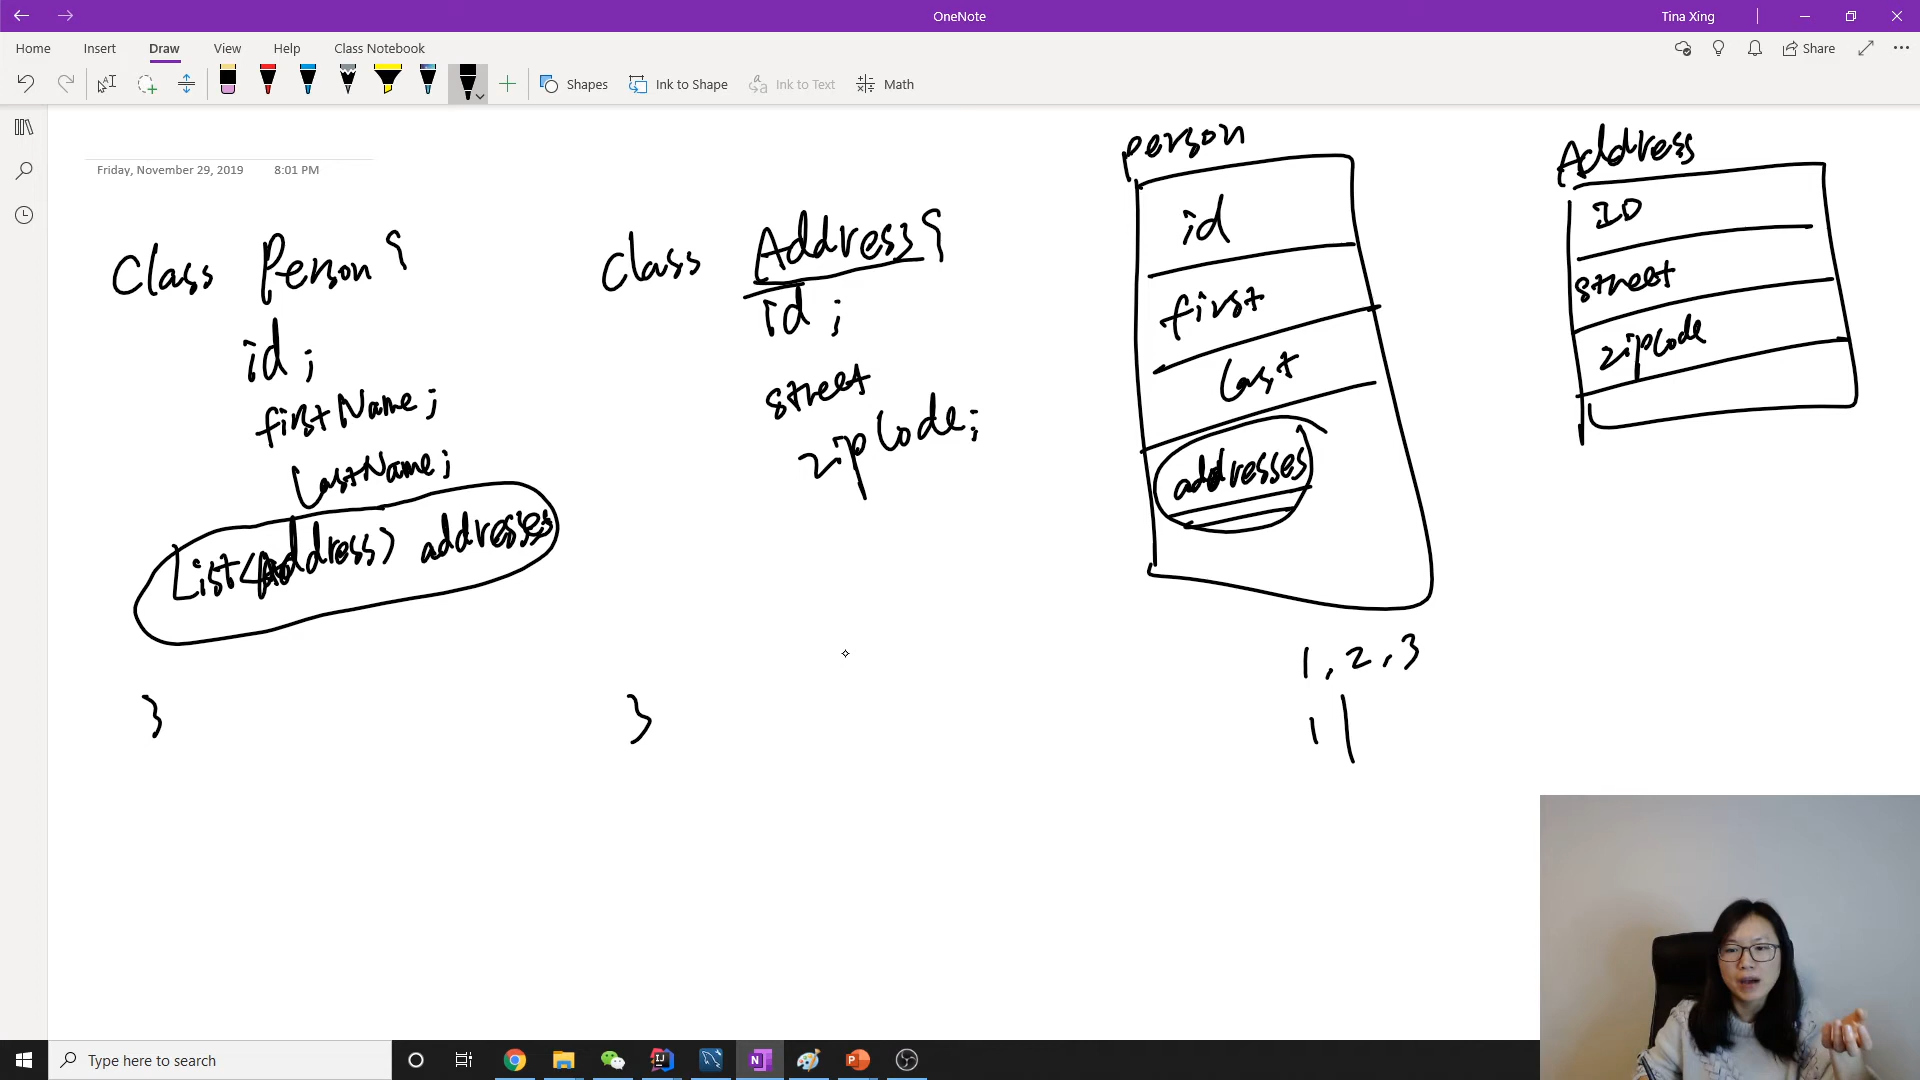 OneNote
Tina Xing
Home
Insert
Draw
View
Help
Class Notebook
Share
Shapes
Ink to Shape
Ink to Text
Math
Friday, November 29, 2019
8:01 PM
Class Person {
id;
firstName;
LastName;
List<Address> addresses
}
Class Address {
id;
street
zipCode;
}
person
id
first
last
addresses
1, 2, 3
1
Address
ID
street
zipCode
Type here to search